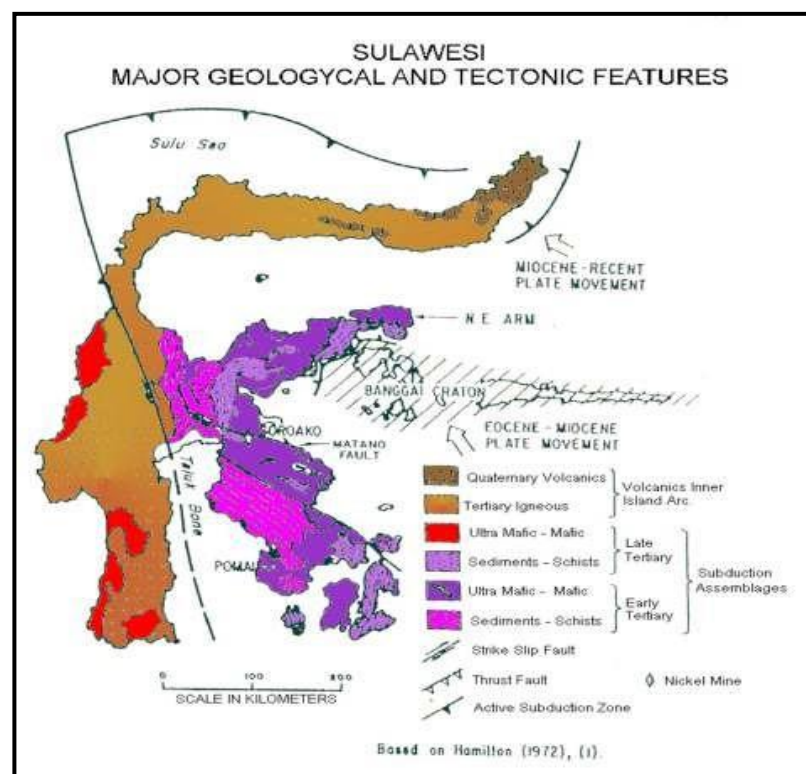 SULAWESI
MAJOR GEOLOGYCAL AND TECTONIC FEATURES
Sulu Sea
MIOCENE-RECENT
PLATE MOVEMENT
N.E. ARM
BANGGAI CRATON
EOCENE-MIOCENE
PLATE MOVEMENT
OROAKO
MATANO
FAULT
Teluk Bone
POMAL
Quaternary Volcanics
Tertiary Igneous
Volcanics Inner
Island Arc.
Ultra Mafic - Mafic
Sediments - Schists
Late
Tertiary
Ultra Mafic - Mafic
Sediments - Schists
Early
Tertiary
Subduction
Assemblages
Strike Slip Fault
Thrust Fault
Nickel Mine
Active Subduction Zone
0 100 200
SCALE IN KILOMETERS
Based on Hamilton (1972), (1).